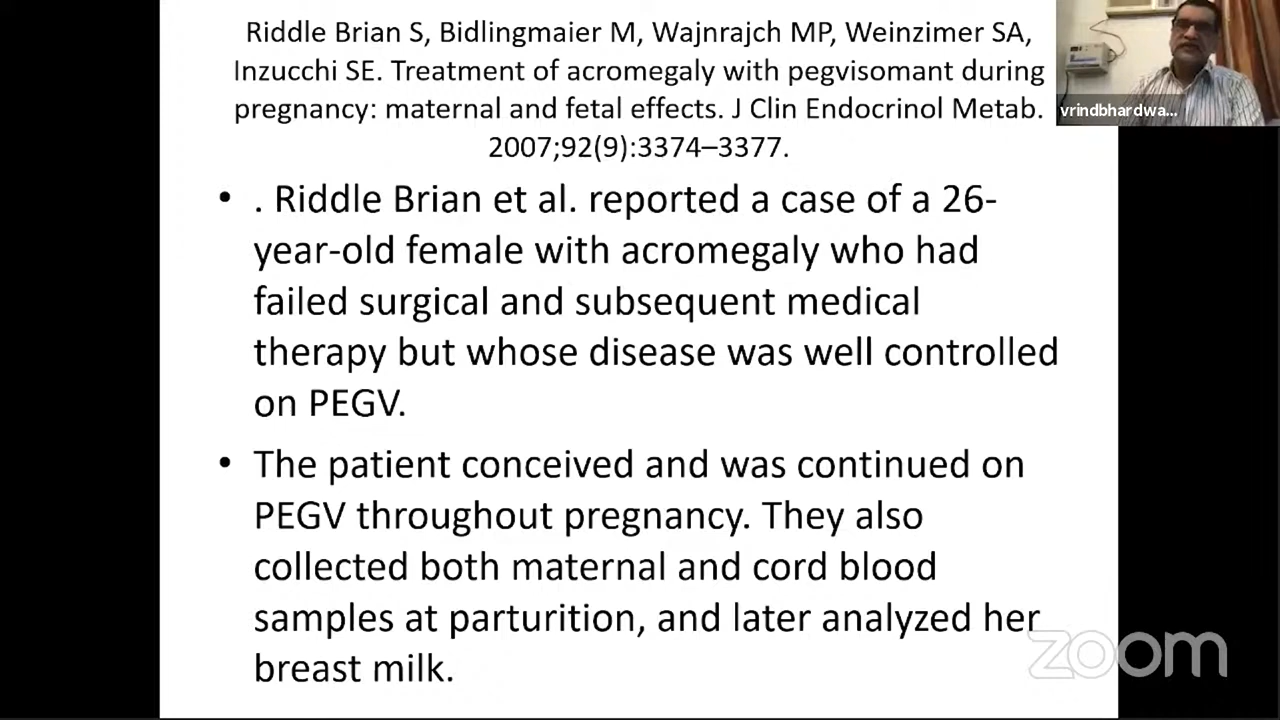 Riddle Brian S, Bidlingmaier M, Wajnrajch MP, Weinzimer SA,
Inzucchi SE. Treatment of acromegaly with pegvisomant during
pregnancy: maternal and fetal effects. J Clin Endocrinol Metab.
2007;92(9):3374–3377.
vrindbhardwa...
• . Riddle Brian et al. reported a case of a 26-
year-old female with acromegaly who had
failed surgical and subsequent medical
therapy but whose disease was well controlled
on PEGV.
• The patient conceived and was continued on
PEGV throughout pregnancy. They also
collected both maternal and cord blood
samples at parturition, and later analyzed her
breast milk.
zoom